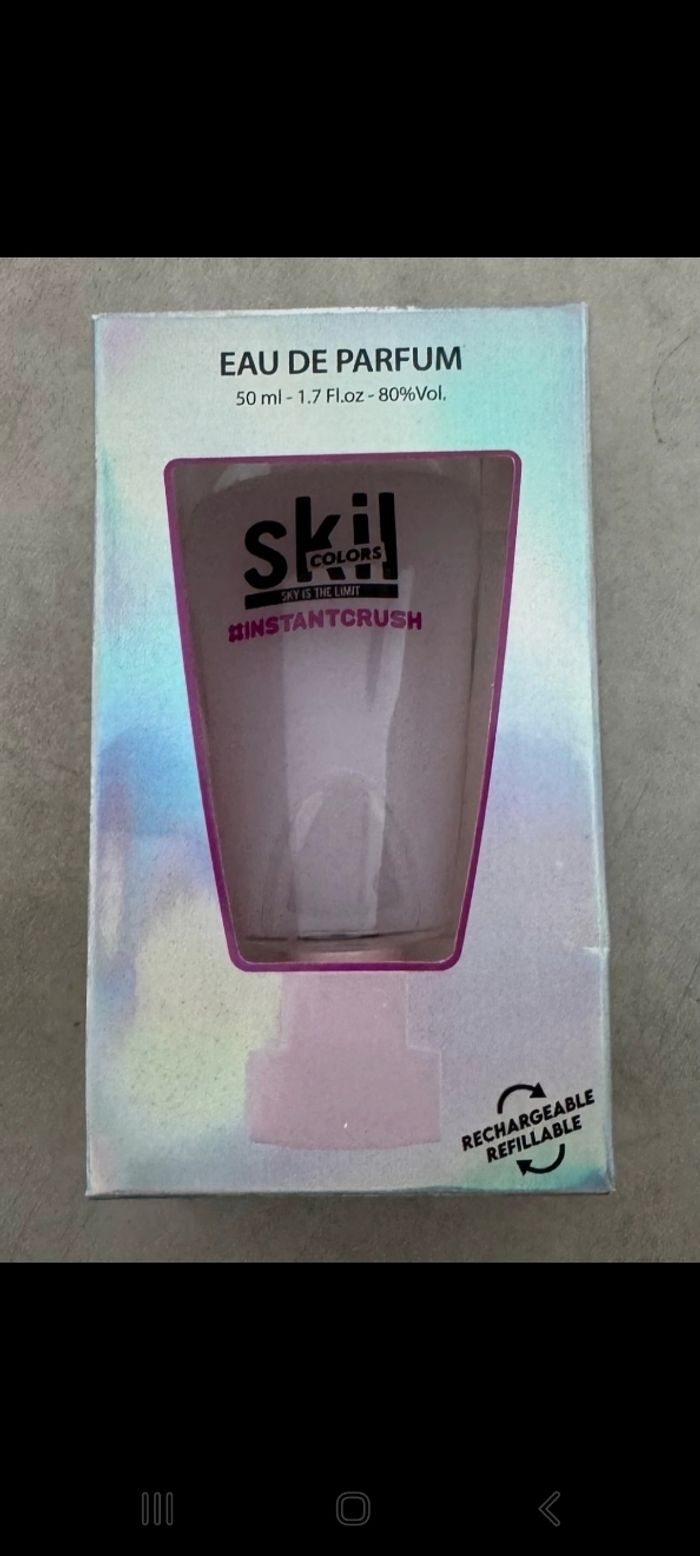 EAU DE PARFUM
50 ml - 1.7 Fl.oz - 80%Vol.
skil
COLORS
SKY IS THE LIMIT
#INSTANTCRUSH
RECHARGEABLE
REFILLABLE